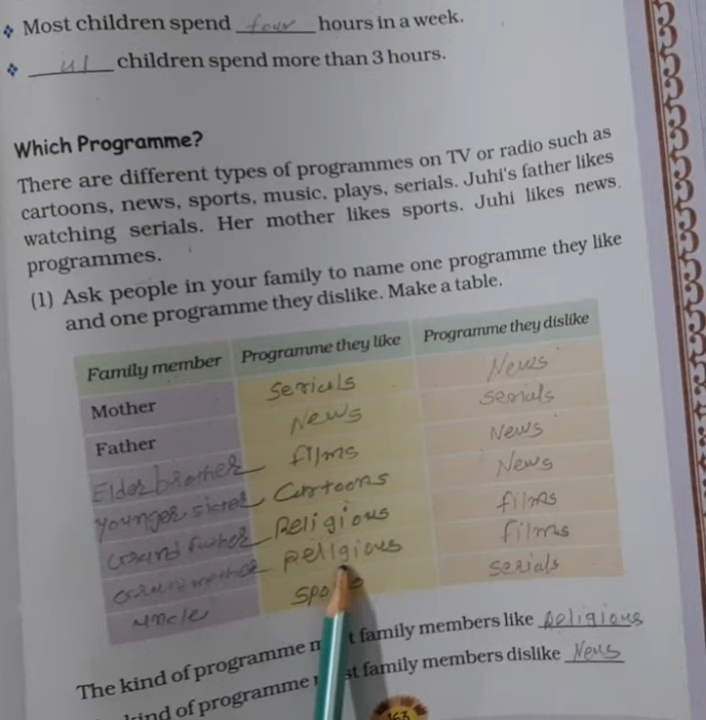 ❖ Most children spend four hours in a week.
❖ children spend more than 3 hours.
Which Programme?
There are different types of programmes on TV or radio such as
cartoons, news, sports, music, plays, serials. Juhi's father likes
watching serials. Her mother likes sports. Juhi likes news
programmes.
(1) Ask people in your family to name one programme they like
and one programme they dislike. Make a table.
Family member Programme they like Programme they dislike
Mother Serials News
Father News serials
Elder brother films News
younger sister Cartoons News
Grand father Religious films
Grand mother Religious films
uncle serials
The kind of programme family members like Religious
kind of programme family members dislike News
163